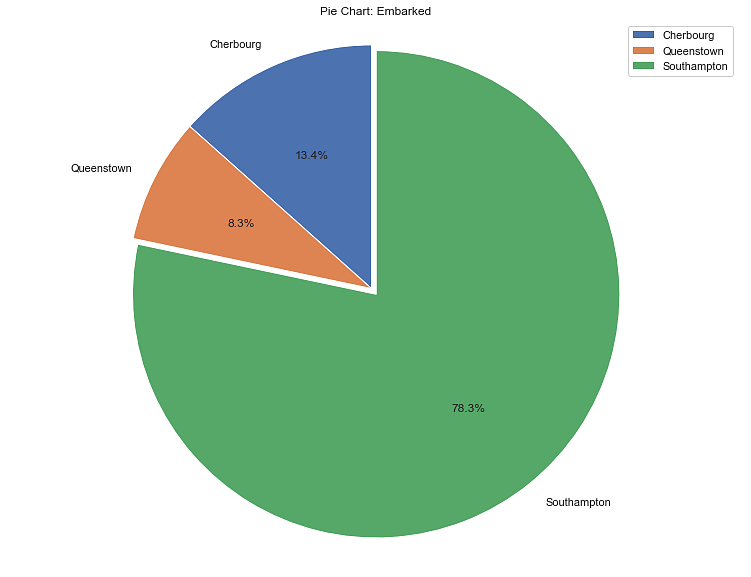 Pie Chart: Embarked
Cherbourg
Queenstown
Southampton
Cherbourg
13.4%
Queenstown
8.3%
78.3%
Southampton